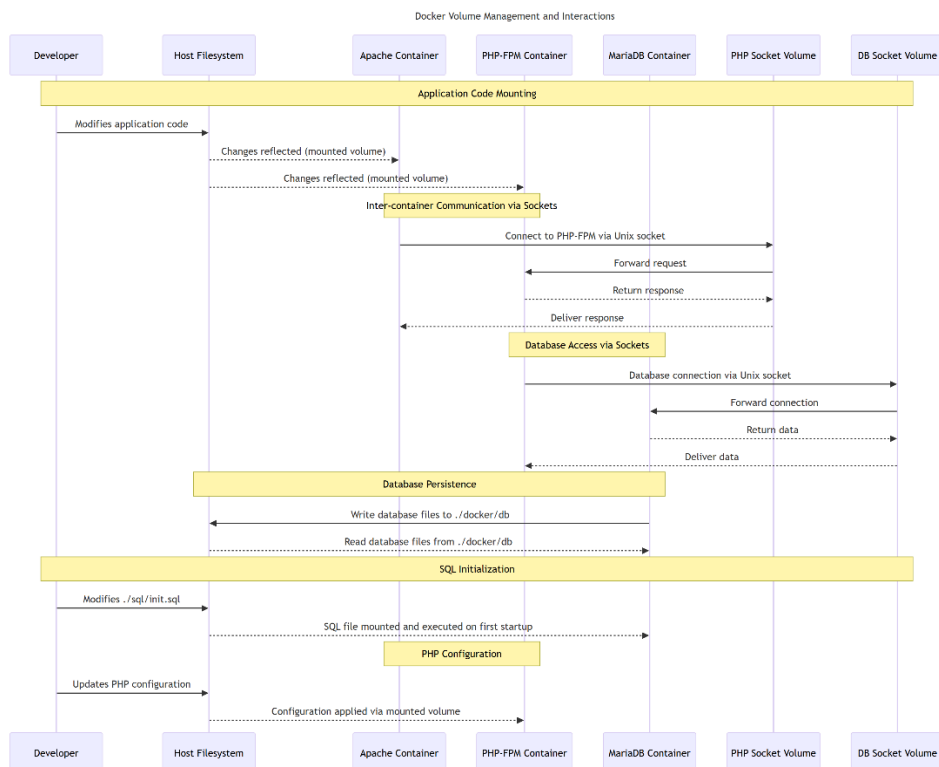 Docker Volume Management and Interactions
Developer
Host Filesystem
Apache Container
PHP-FPM Container
MariaDB Container
PHP Socket Volume
DB Socket Volume
Application Code Mounting
Modifies application code
Changes reflected (mounted volume)
Changes reflected (mounted volume)
Inter-container Communication via Sockets
Connect to PHP-FPM via Unix socket
Forward request
Return response
Deliver response
Database Access via Sockets
Database connection via Unix socket
Forward connection
Return data
Deliver data
Database Persistence
Write database files to ./docker/db
Read database files from ./docker/db
SQL Initialization
Modifies ./sql/init.sql
SQL file mounted and executed on first startup
PHP Configuration
Updates PHP configuration
Configuration applied via mounted volume
Developer
Host Filesystem
Apache Container
PHP-FPM Container
MariaDB Container
PHP Socket Volume
DB Socket Volume